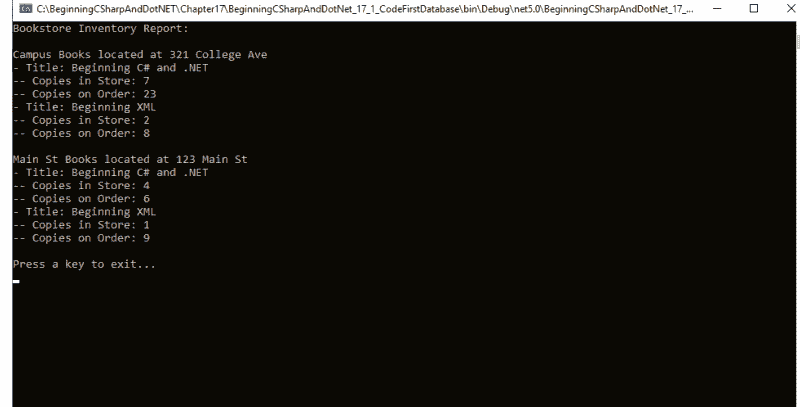 C:\BeginningCSharpAndDotNET\Chapter17\BeginningCSharpAndDotNet_17_1_CodeFirstDatabase\bin\Debug\net5.0\BeginningCSharpAndDotNet_17_...
Bookstore Inventory Report:
Campus Books located at 321 College Ave
- Title: Beginning C# and .NET
-- Copies in Store: 7
-- Copies on Order: 23
- Title: Beginning XML
-- Copies in Store: 2
-- Copies on Order: 8
Main St Books located at 123 Main St
- Title: Beginning C# and .NET
-- Copies in Store: 4
-- Copies on Order: 6
- Title: Beginning XML
-- Copies in Store: 1
-- Copies on Order: 9
Press a key to exit...